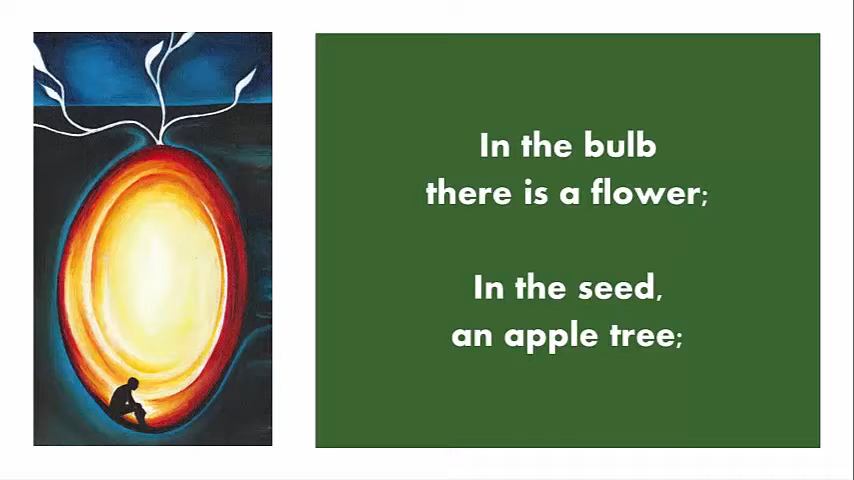 In the bulb
there is a flower;
In the seed,
an apple tree;